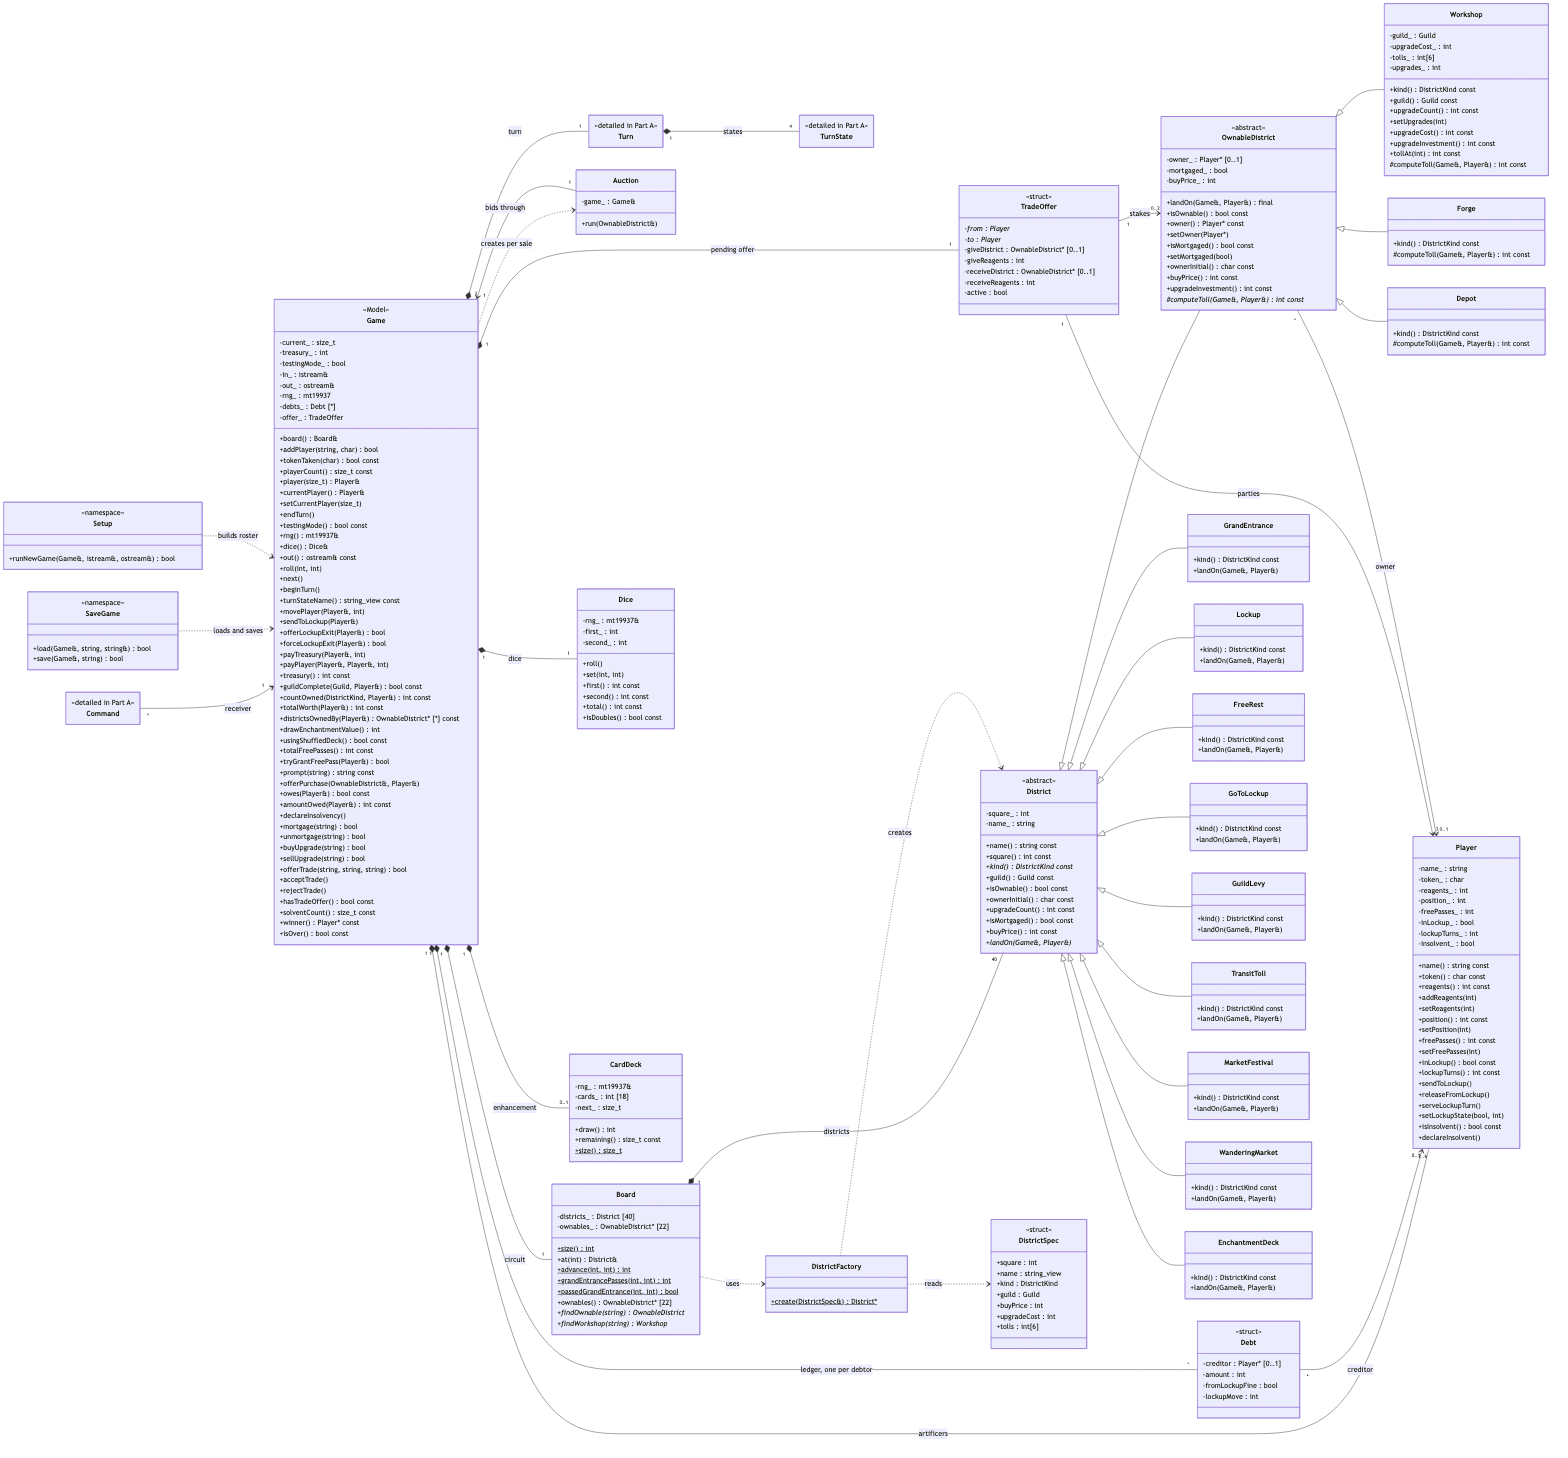 «Model»
Game
-current_ : size_t
-treasury_ : int
-testingMode_ : bool
-in_ : istream&
-out_ : ostream&
-rng_ : mt19937
-debts_ : Debt [*]
-offer_ : TradeOffer
+board() : Board&
+addPlayer(string, char) : bool
+tokenTaken(char) : bool const
+playerCount() : size_t const
+player(size_t) : Player&
+currentPlayer() : Player&
+setCurrentPlayer(size_t)
+endTurn()
+testingMode() : bool const
+rng() : mt19937&
+dice() : Dice&
+out() : ostream& const
+roll(int, int)
+next()
+beginTurn()
+turnStateName() : string_view const
+movePlayer(Player&, int)
+sendToLockup(Player&)
+offerLockupExit(Player&) : bool
+forceLockupExit(Player&) : bool
+payTreasury(Player&, int)
+payPlayer(Player&, Player&, int)
+treasury() : int const
+guildComplete(Guild, Player&) : bool const
+countOwned(DistrictKind, Player&) : int const
+totalWorth(Player&) : int const
+districtsOwnedBy(Player&) : OwnableDistrict* [*] const
+drawEnchantmentValue() : int
+usingShuffledDeck() : bool const
+totalFreePasses() : int const
+tryGrantFreePass(Player&) : bool
+prompt(string) : string const
+offerPurchase(OwnableDistrict&, Player&)
+owes(Player&) : bool const
+amountOwed(Player&) : int const
+declareInsolvency()
+mortgage(string) : bool
+unmortgage(string) : bool
+buyUpgrade(string) : bool
+sellUpgrade(string) : bool
+offerTrade(string, string, string) : bool
+acceptTrade()
+rejectTrade()
+hasTradeOffer() : bool const
+solventCount() : size_t const
+winner() : Player* const
+isOver() : bool const
«namespace»
Setup
+runNewGame(Game&, istream&, ostream&) : bool
builds roster
«namespace»
SaveGame
+load(Game&, string, string&) : bool
+save(Game&, string) : bool
loads and saves
«detailed in Part A»
Command
*
receiver
1
turn
1
«detailed in Part A»
Turn
1
states
4
«detailed in Part A»
TurnState
Auction
-game_ : Game&
+run(OwnableDistrict&)
1
bids through
creates per sale
1
pending offer
1
1
«struct»
TradeOffer
-from : Player
-to : Player
-giveDistrict : OwnableDistrict* [0..1]
-giveReagents : int
-receiveDistrict : OwnableDistrict* [0..1]
-receiveReagents : int
-active : bool
1
stakes
0..2
1
parties
«abstract»
OwnableDistrict
-owner_ : Player* [0..1]
-mortgaged_ : bool
-buyPrice_ : int
+landOn(Game&, Player&) : final
+isOwnable() : bool const
+owner() : Player* const
+setOwner(Player*)
+isMortgaged() : bool const
+setMortgaged(bool)
+ownerInitial() : char const
+buyPrice() : int const
+upgradeInvestment() : int const
#computeToll(Game&, Player&) : int const
*
owner
Workshop
-guild_ : Guild
-upgradeCost_ : int
-tolls_ : int[6]
-upgrades_ : int
+kind() : DistrictKind const
+guild() : Guild const
+upgradeCount() : int const
+setUpgrades(int)
+upgradeCost() : int const
+upgradeInvestment() : int const
+tollAt(int) : int const
#computeToll(Game&, Player&) : int const
Forge
+kind() : DistrictKind const
#computeToll(Game&, Player&) : int const
Depot
+kind() : DistrictKind const
#computeToll(Game&, Player&) : int const
Dice
-rng_ : mt19937&
-first_ : int
-second_ : int
+roll()
+set(int, int)
+first() : int const
+second() : int const
+total() : int const
+isDoubles() : bool const
1
dice
1
GrandEntrance
+kind() : DistrictKind const
+landOn(Game&, Player&)
Lockup
+kind() : DistrictKind const
+landOn(Game&, Player&)
FreeRest
+kind() : DistrictKind const
+landOn(Game&, Player&)
GoToLockup
+kind() : DistrictKind const
+landOn(Game&, Player&)
GuildLevy
+kind() : DistrictKind const
+landOn(Game&, Player&)
TransitToll
+kind() : DistrictKind const
+landOn(Game&, Player&)
MarketFestival
+kind() : DistrictKind const
+landOn(Game&, Player&)
WanderingMarket
+kind() : DistrictKind const
+landOn(Game&, Player&)
EnchantmentDeck
+kind() : DistrictKind const
+landOn(Game&, Player&)
«abstract»
District
-square_ : int
-name_ : string
+name() : string const
+square() : int const
+kind() : DistrictKind const
+guild() : Guild const
+isOwnable() : bool const
+ownerInitial() : char const
+upgradeCount() : int const
+isMortgaged() : bool const
+buyPrice() : int const
+landOn(Game&, Player&)
40
districts
creates
Player
-name_ : string
-token_ : char
-reagents_ : int
-position_ : int
-freePasses_ : int
-inLockup_ : bool
-lockupTurns_ : int
-insolvent_ : bool
+name() : string const
+token() : char const
+reagents() : int const
+addReagents(int)
+setReagents(int)
+position() : int const
+setPosition(int)
+freePasses() : int const
+setFreePasses(int)
+inLockup() : bool const
+lockupTurns() : int const
+sendToLockup()
+releaseFromLockup()
+serveLockupTurn()
+setLockupState(bool, int)
+isInsolvent() : bool const
+declareInsolvent()
CardDeck
-rng_ : mt19937&
-cards_ : int [18]
-next_ : size_t
+draw() : int
+remaining() : size_t const
+size() : size_t
1
enhancement
0..1
Board
-districts_ : District [40]
-ownables_ : OwnableDistrict* [22]
+size() : int
+at(int) : District&
+advance(int, int) : int
+grandEntrancePasses(int, int) : int
+passedGrandEntrance(int, int) : bool
+ownables() : OwnableDistrict* [22]
+findOwnable(string) : OwnableDistrict
+findWorkshop(string) : Workshop
1
circuit
1
uses
DistrictFactory
+create(DistrictSpec&) : District*
reads
«struct»
DistrictSpec
+square : int
+name : string_view
+kind : DistrictKind
+guild : Guild
+buyPrice : int
+upgradeCost : int
+tolls : int[6]
«struct»
Debt
-creditor : Player* [0..1]
-amount : int
-fromLockupFine : bool
-lockupMove : int
ledger, one per debtor
*
*
creditor
artificers